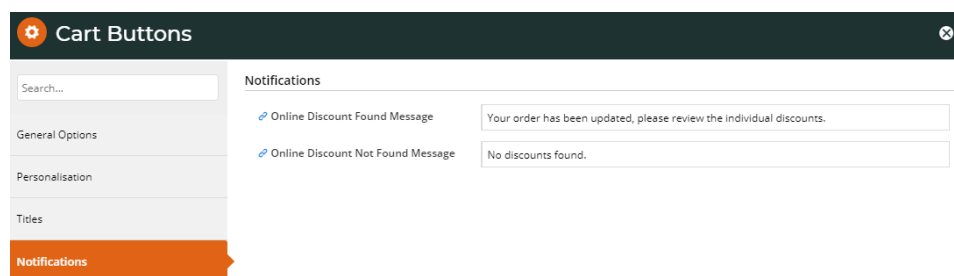 Cart Buttons
Search...
General Options
Personalisation
Titles
Notifications
Notifications
Online Discount Found Message
Your order has been updated, please review the individual discounts.
Online Discount Not Found Message
No discounts found.